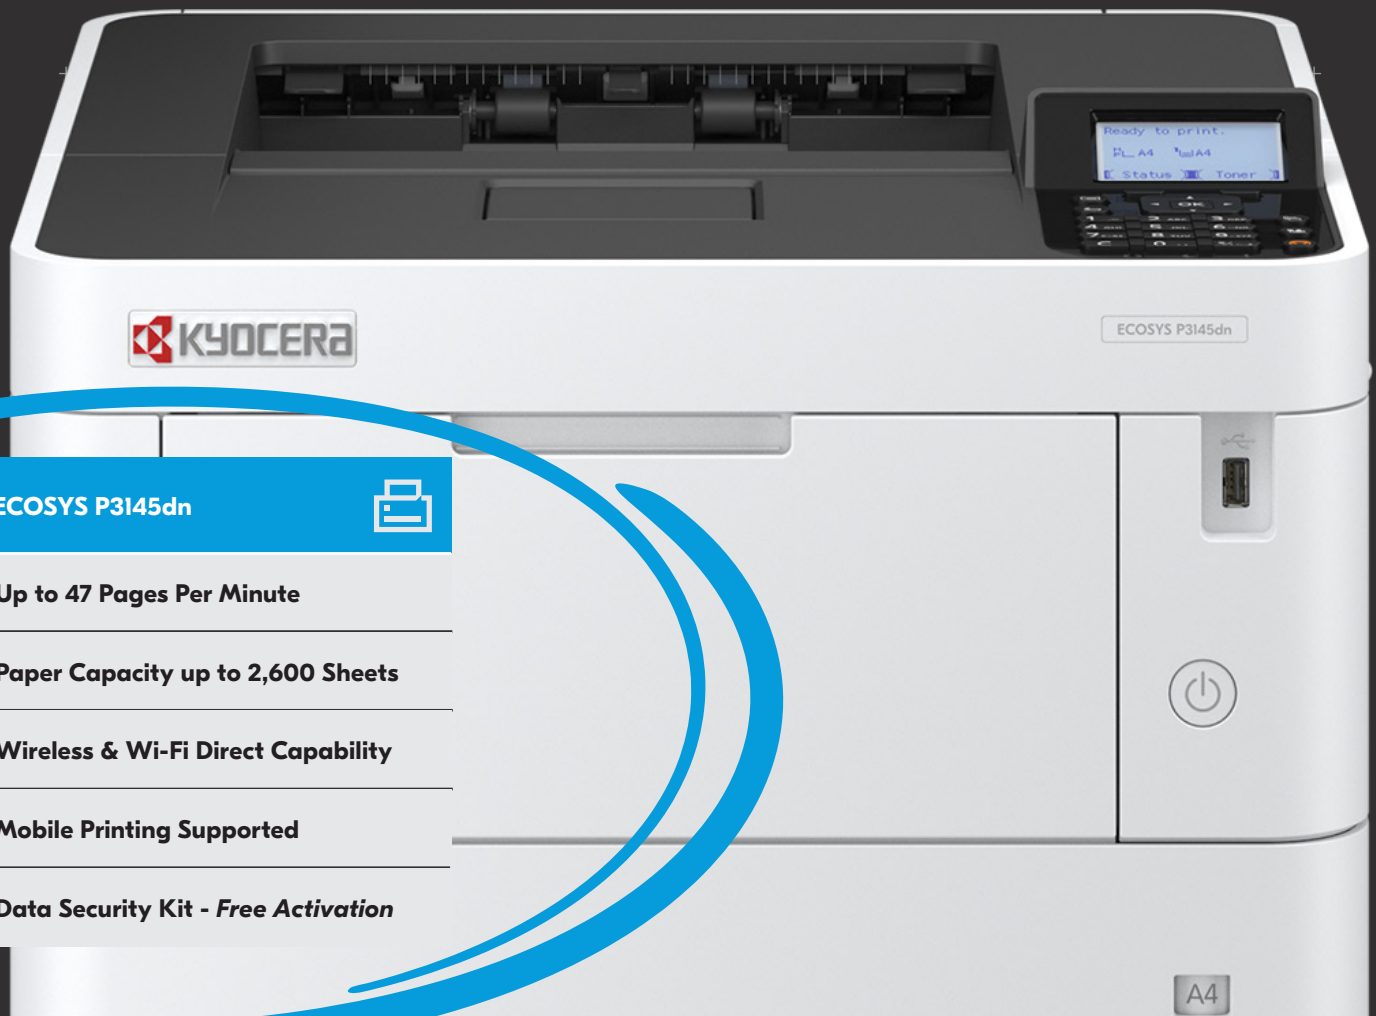 Ready to print.
A4 A4
[ Status ] [ Toner ]
OK
KYOCERA
ECOSYS P3145dn
ECOSYS P3145dn
Up to 47 Pages Per Minute
Paper Capacity up to 2,600 Sheets
Wireless & Wi-Fi Direct Capability
Mobile Printing Supported
Data Security Kit - Free Activation
A4